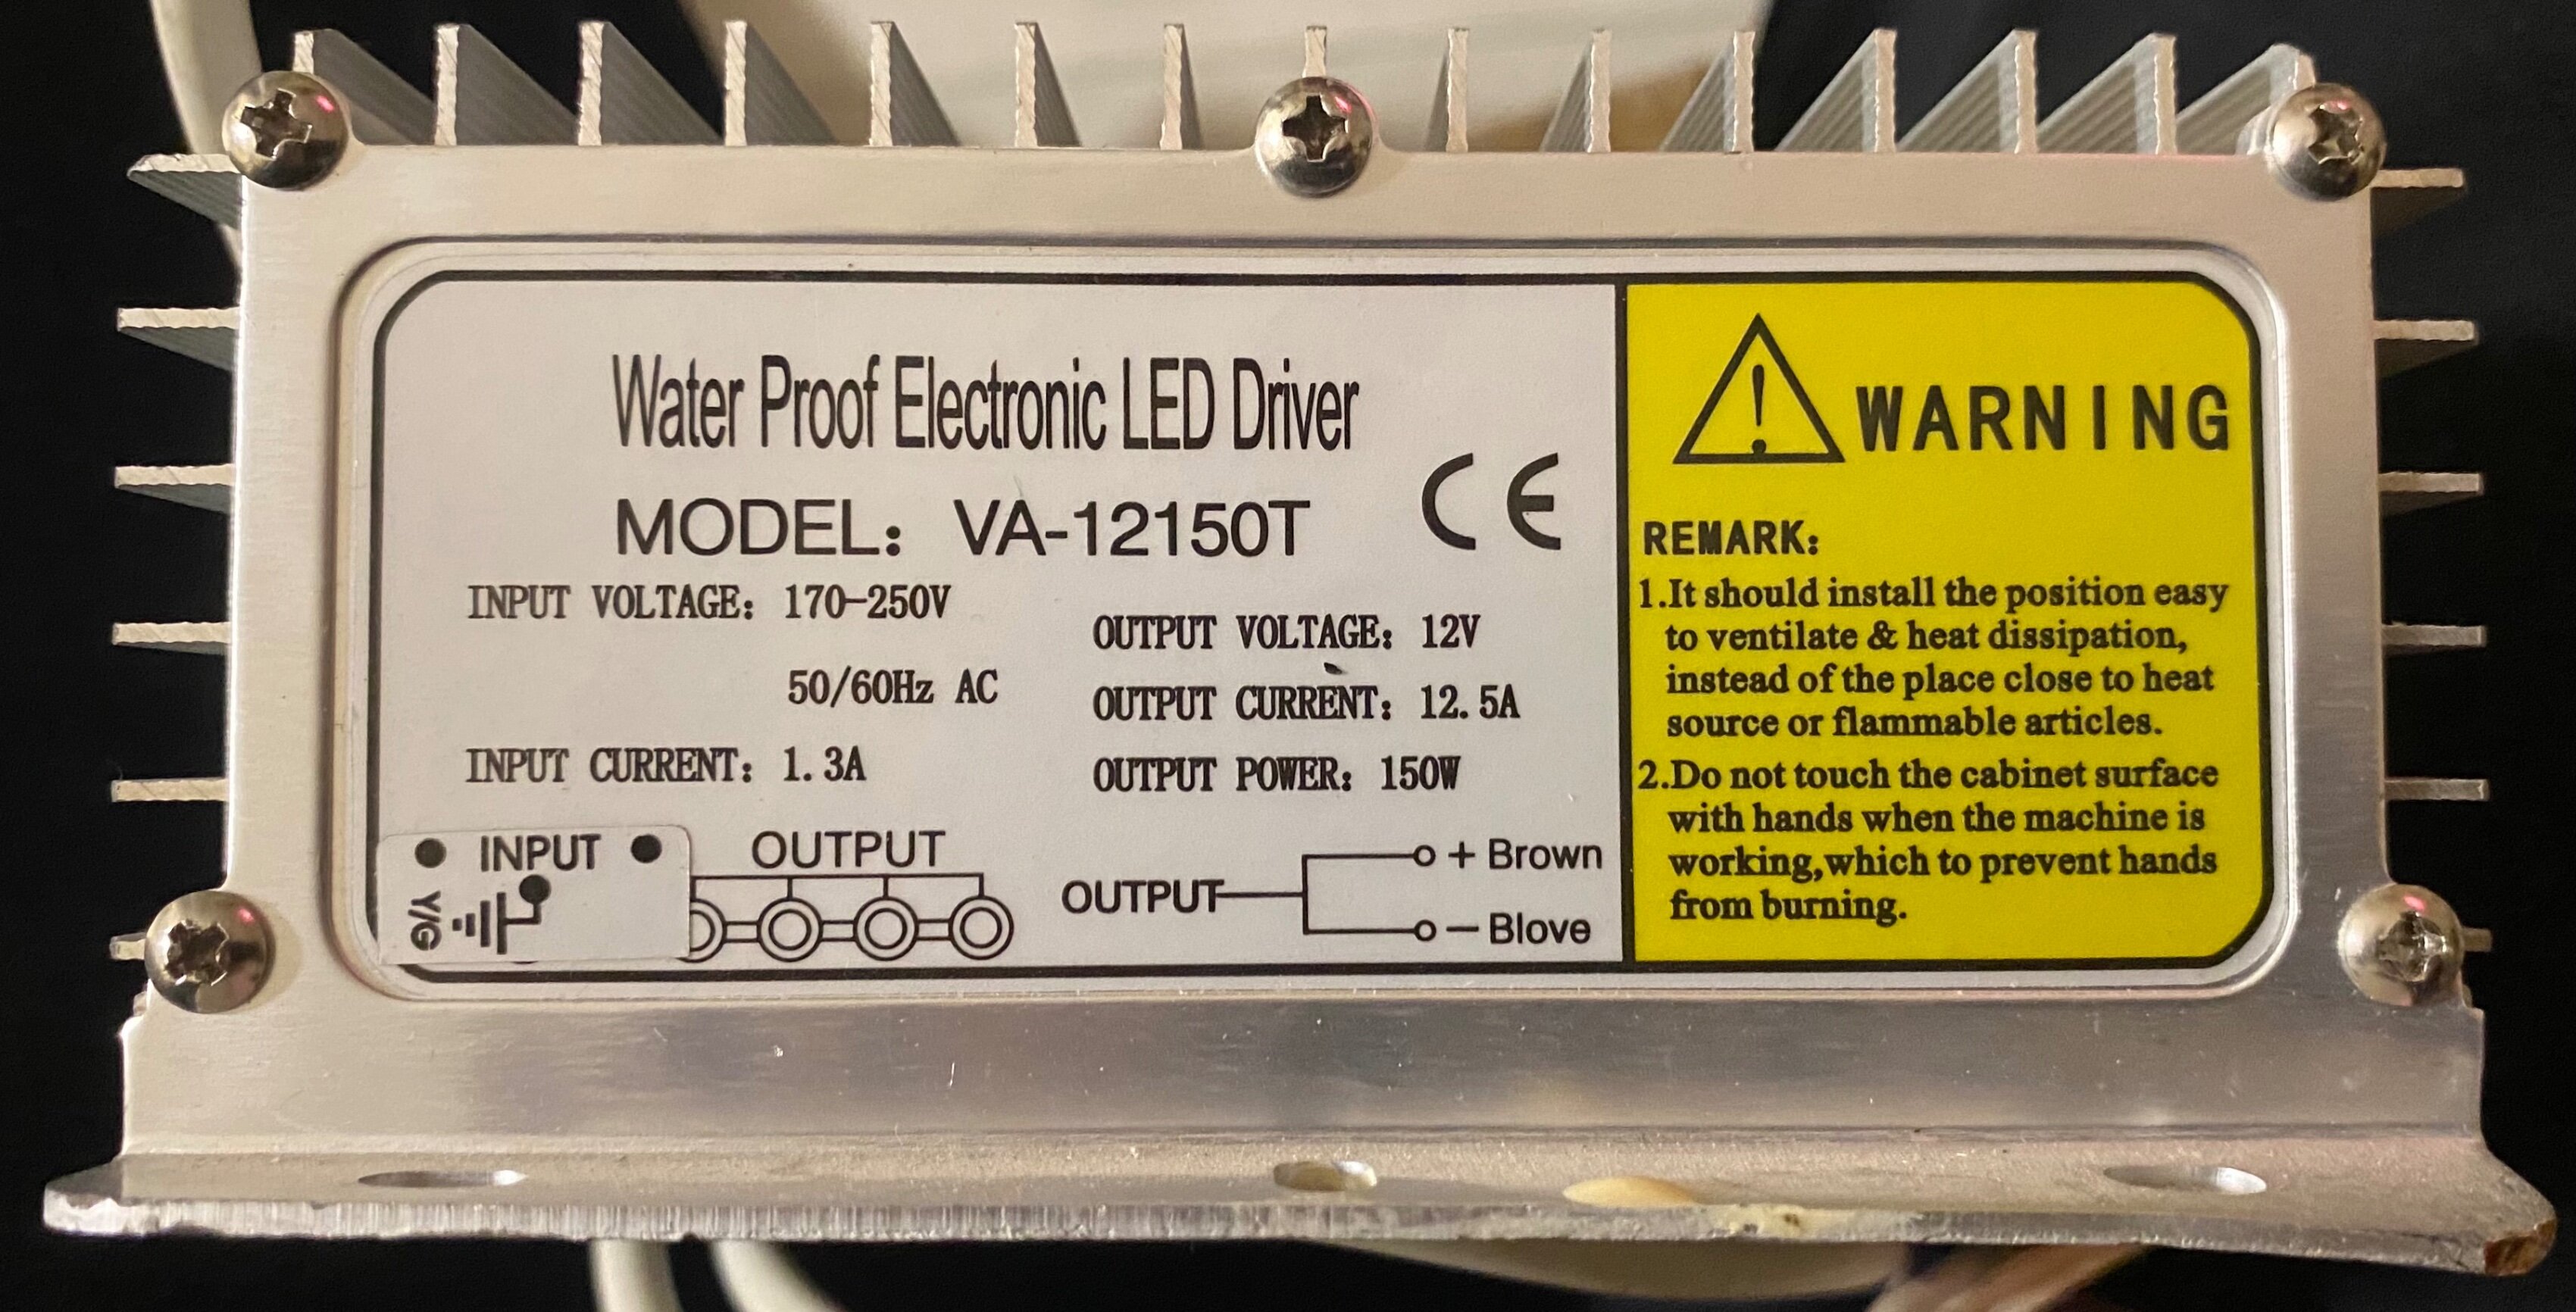 Water Proof Electronic LED Driver
CE
MODEL: VA-12150T
INPUT VOLTAGE: 170-250V
50/60Hz AC
INPUT CURRENT: 1.3A
OUTPUT VOLTAGE: 12V
OUTPUT CURRENT: 12.5A
OUTPUT POWER: 150W
INPUT
Y/G
OUTPUT
OUTPUT
+ Brown
- Blove
! WARNING
REMARK:
1.It should install the position easy
to ventilate & heat dissipation,
instead of the place close to heat
source or flammable articles.
2.Do not touch the cabinet surface
with hands when the machine is
working,which to prevent hands
from burning.